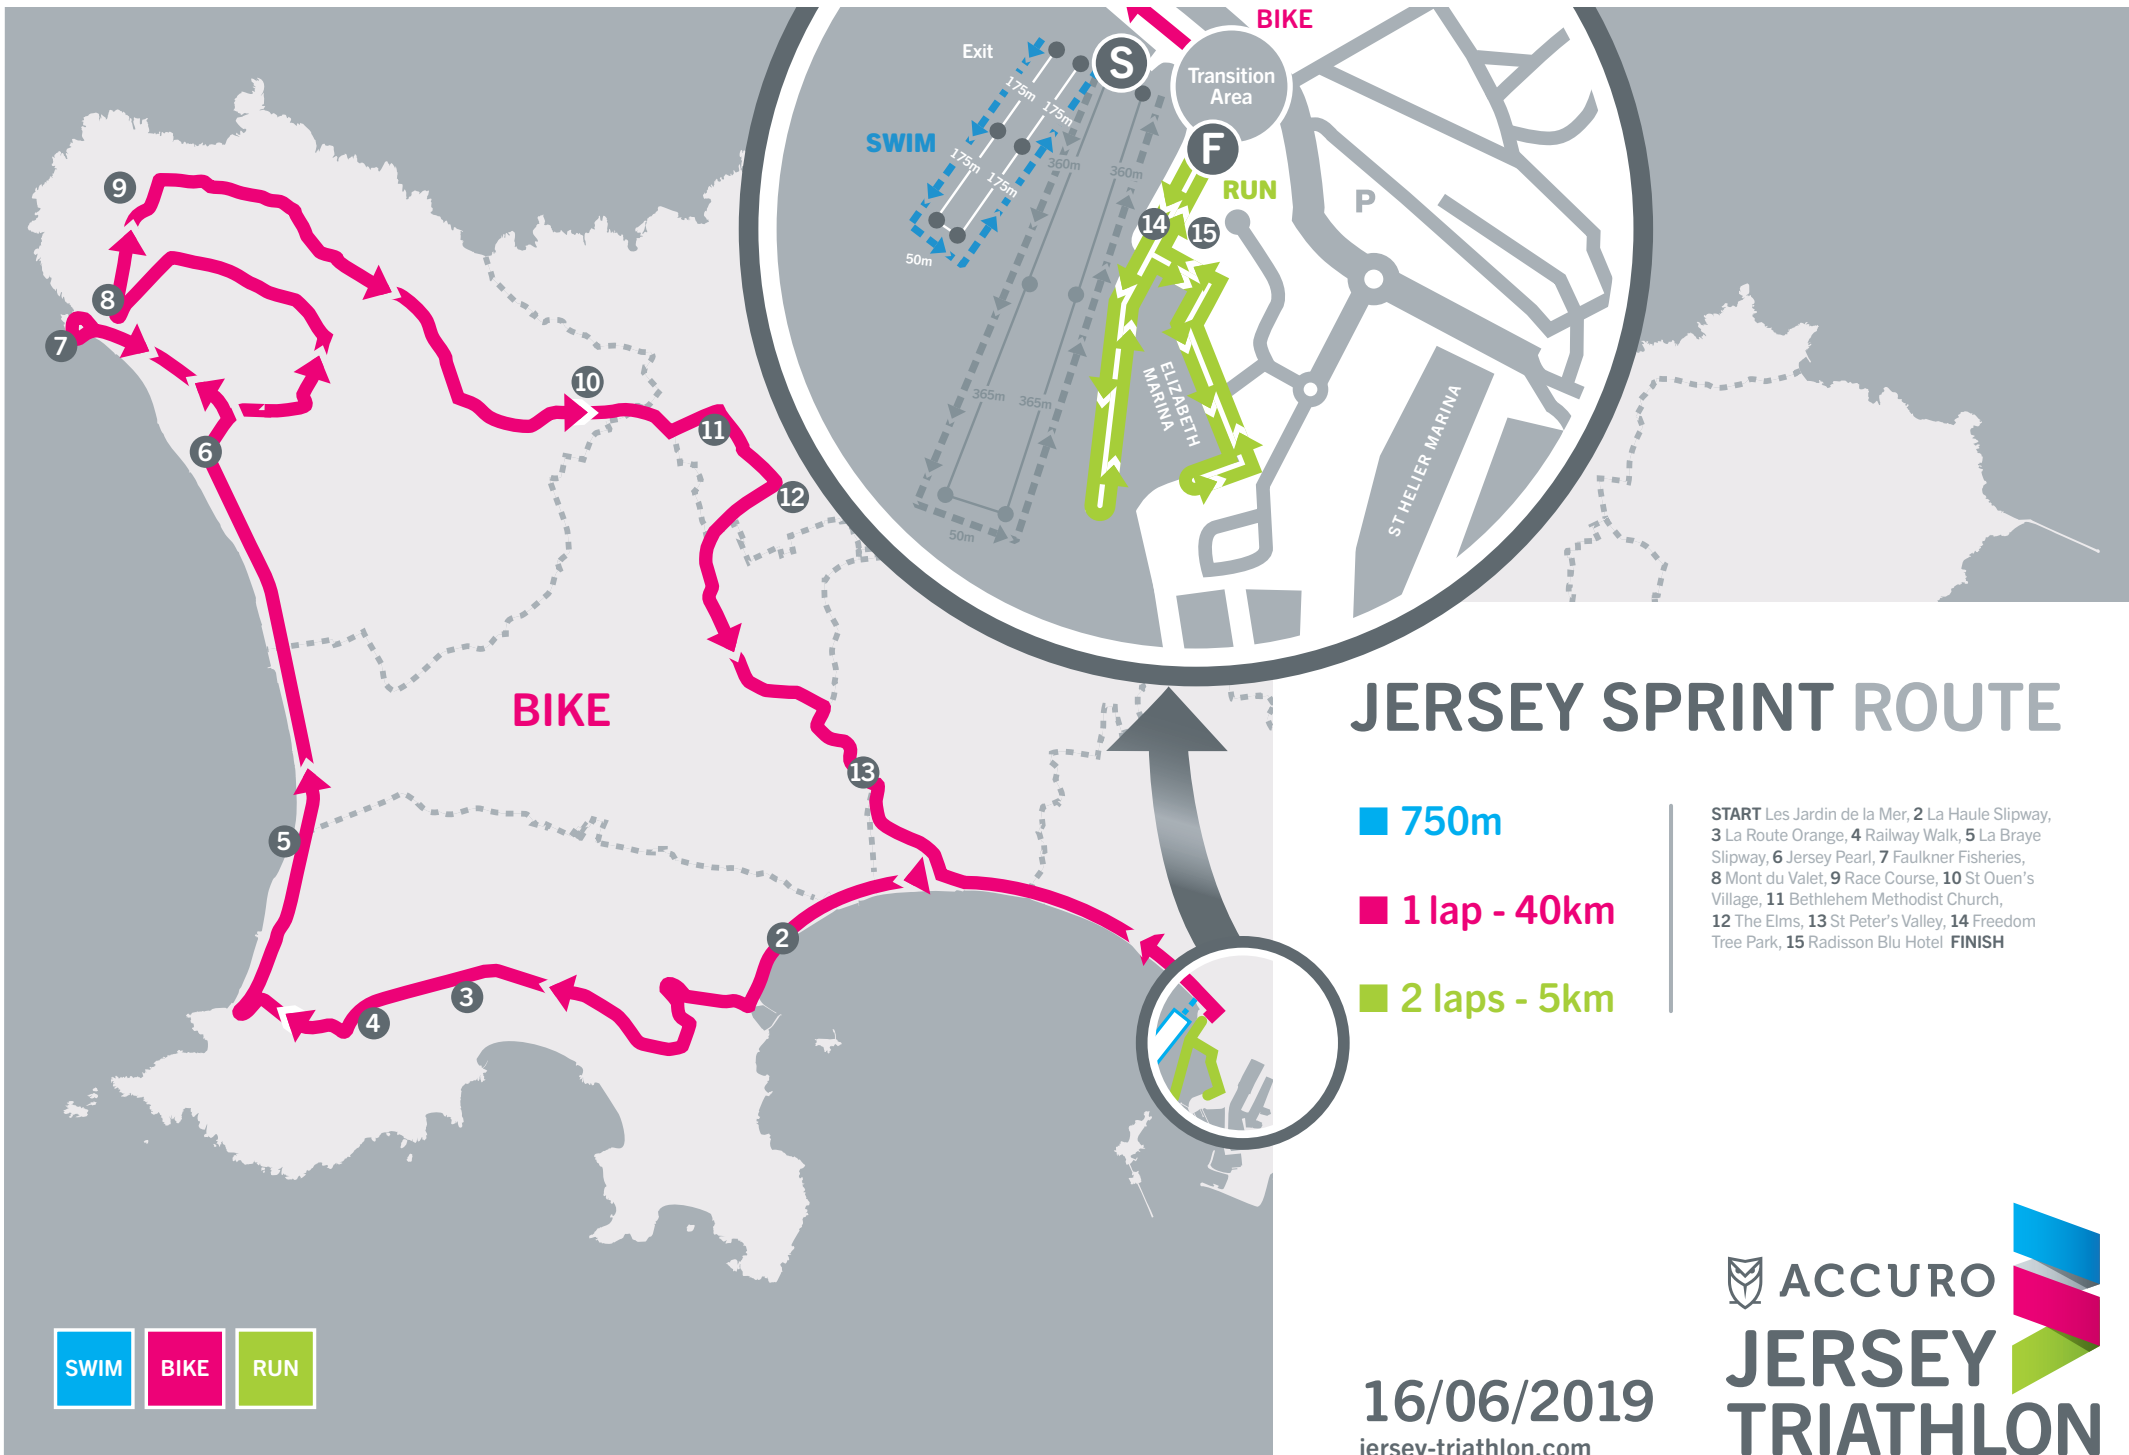 BIKE
Exit
S
Transition
Area
175m
175m
SWIM
F
175m
360m
360m
175m
RUN
9
P
14
15
50m
8
7
ELIZABETH
MARINA
10
365m
365m
11
ST HELIER MARINA
6
12
50m
BIKE
JERSEY SPRINT ROUTE
13
750m
START Les Jardin de la Mer, 2 La Haule Slipway,
3 La Route Orange, 4 Railway Walk, 5 La Braye
Slipway, 6 Jersey Pearl, 7 Faulkner Fisheries,
8 Mont du Valet, 9 Race Course, 10 St Ouen's
Village, 11 Bethlehem Methodist Church,
12 The Elms, 13 St Peter's Valley, 14 Freedom
Tree Park, 15 Radisson Blu Hotel FINISH
5
1 lap - 40km
2
3
2 laps - 5km
4
ACCURO
JERSEY
TRIATHLON
SWIM
BIKE
RUN
16/06/2019
jersey-triathlon.com